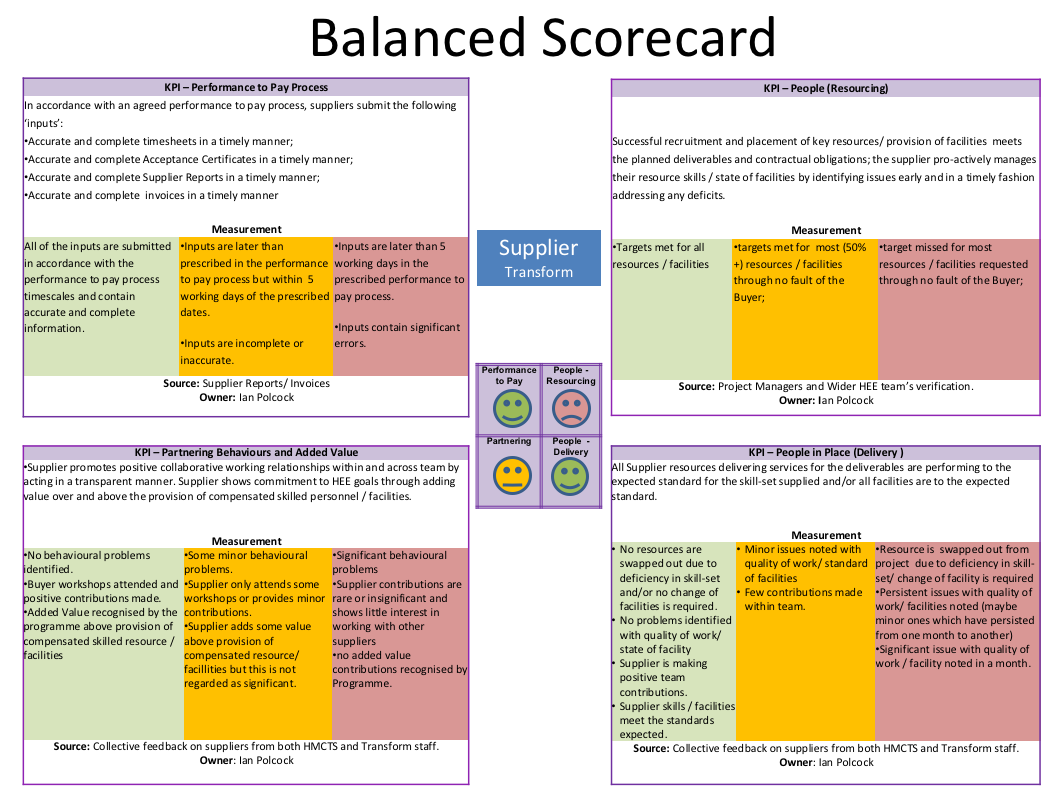 Balanced Scorecard
KPI – Performance to Pay Process
In accordance with an agreed performance to pay process, suppliers submit the following
‘inputs’:
•Accurate and complete timesheets in a timely manner;
•Accurate and complete Acceptance Certificates in a timely manner;
•Accurate and complete Supplier Reports in a timely manner;
•Accurate and complete invoices in a timely manner
Measurement
All of the inputs are submitted
in accordance with the
performance to pay process
timescales and contain
accurate and complete
information.
•Inputs are later than
prescribed in the performance
to pay process but within 5
working days of the prescribed
dates.
•Inputs are incomplete or
inaccurate.
•Inputs are later than 5
working days in the
prescribed performance to
pay process.
•Inputs contain significant
errors.
Source: Supplier Reports/ Invoices
Owner: Ian Polcock
KPI – People (Resourcing)
Successful recruitment and placement of key resources/ provision of facilities meets
the planned deliverables and contractual obligations; the supplier pro-actively manages
their resource skills / state of facilities by identifying issues early and in a timely fashion
addressing any deficits.
Measurement
•Targets met for all
resources / facilities
•targets met for most (50%
+) resources / facilities
through no fault of the
Buyer;
•target missed for most
resources / facilities requested
through no fault of the Buyer;
Source: Project Managers and Wider HEE team’s verification.
Owner: Ian Polcock
Supplier
Transform
Performance
to Pay
People -
Resourcing
Partnering
People -
Delivery
KPI – Partnering Behaviours and Added Value
•Supplier promotes positive collaborative working relationships within and across team by
acting in a transparent manner. Supplier shows commitment to HEE goals through adding
value over and above the provision of compensated skilled personnel / facilities.
Measurement
•No behavioural problems
identified.
•Buyer workshops attended and
positive contributions made.
•Added Value recognised by the
programme above provision of
compensated skilled resource /
facilities
•Some minor behavioural
problems.
•Supplier only attends some
workshops or provides minor
contributions.
•Supplier adds some value
above provision of
compensated resource/
facillities but this is not
regarded as significant.
•Significant behavioural
problems
•Supplier contributions are
rare or insignificant and
shows little interest in
working with other
suppliers
•no added value
contributions recognised by
Programme.
Source: Collective feedback on suppliers from both HMCTS and Transform staff.
Owner: Ian Polcock
KPI – People in Place (Delivery )
All Supplier resources delivering services for the deliverables are performing to the
expected standard for the skill-set supplied and/or all facilities are to the expected
standard.
Measurement
• No resources are
swapped out due to
deficiency in skill-set
and/or no change of
facilities is required.
• No problems identified
with quality of work/
state of facility
• Supplier is making
positive team
contributions.
• Supplier skills / facilities
meet the standards
expected.
• Minor issues noted with
quality of work/ standard
of facilities
• Few contributions made
within team.
•Resource is swapped out from
project due to deficiency in skill-
set/ change of facility is required
•Persistent issues with quality of
work/ facilities noted (maybe
minor ones which have persisted
from one month to another)
•Significant issue with quality of
work / facility noted in a month.
Source: Collective feedback on suppliers from both HMCTS and Transform staff.
Owner: Ian Polcock